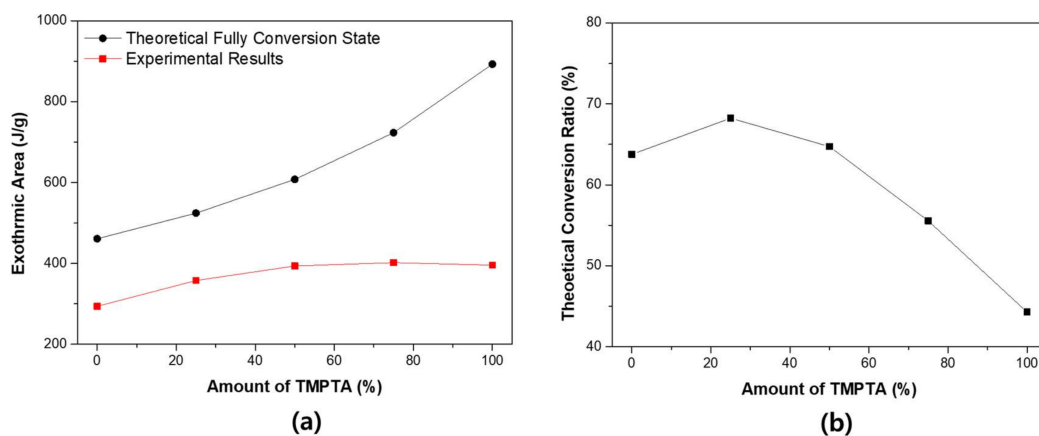 1000
800
600
400
200
Exothrmic Area (J/g)
Theoretical Fully Conversion State
Experimental Results
0 20 40 60 80 100
Amount of TMPTA (%)
(a)
80
70
60
50
40
Theoetical Conversion Ratio (%)
0 20 40 60 80 100
Amount of TMPTA (%)
(b)